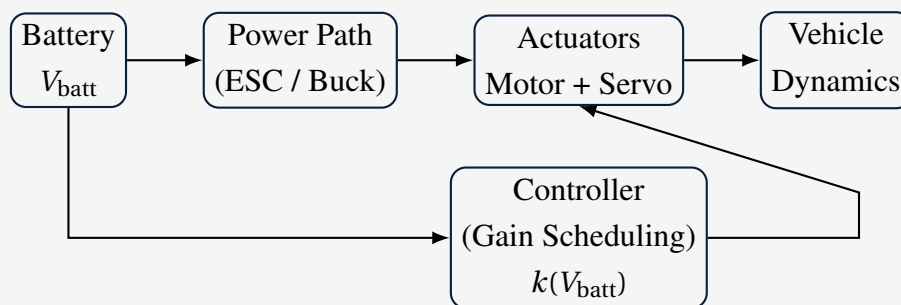 Battery
V_batt
Power Path
(ESC / Buck)
Actuators
Motor + Servo
Vehicle
Dynamics
Controller
(Gain Scheduling)
k(V_batt)